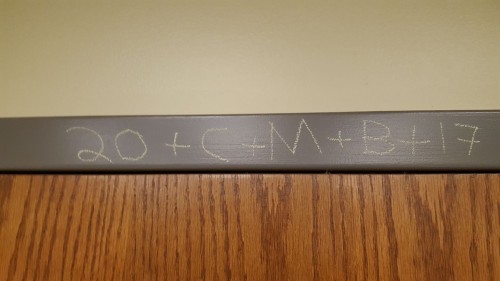 20 + C + M + B + 17